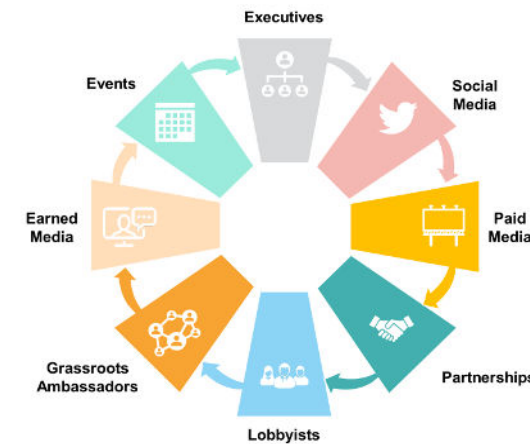 Executives
Social
Media
Paid
Media
Partnerships
Lobbyists
Grassroots
Ambassadors
Earned
Media
Events